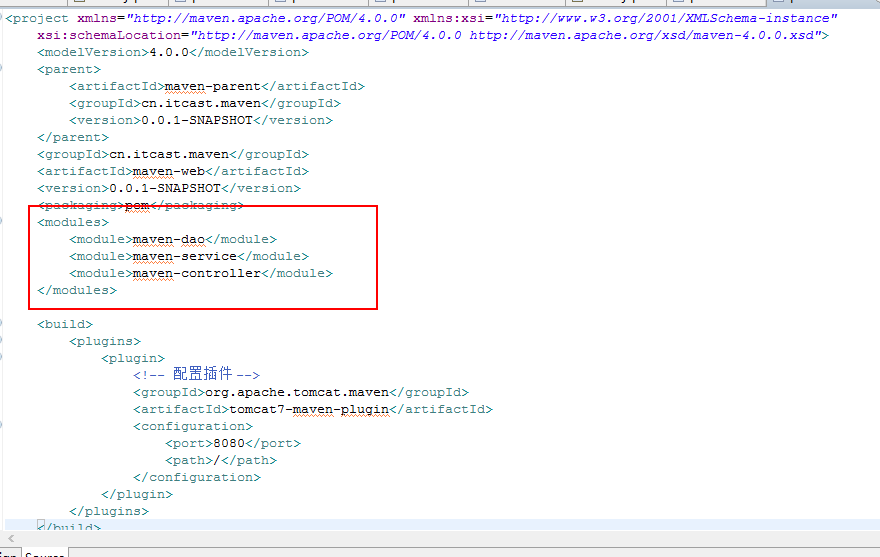 <project xmlns="http://maven.apache.org/POM/4.0.0" xmlns:xsi="http://www.w3.org/2001/XMLSchema-instance"
xsi:schemaLocation="http://maven.apache.org/POM/4.0.0 http://maven.apache.org/xsd/maven-4.0.0.xsd">
<modelVersion>4.0.0</modelVersion>
<parent>
<artifactId>maven-parent</artifactId>
<groupId>cn.itcast.maven</groupId>
<version>0.0.1-SNAPSHOT</version>
</parent>
<groupId>cn.itcast.maven</groupId>
<artifactId>maven-web</artifactId>
<version>0.0.1-SNAPSHOT</version>
<packaging>pom</packaging>
<modules>
<module>maven-dao</module>
<module>maven-service</module>
<module>maven-controller</module>
</modules>
<build>
<plugins>
<plugin>
<!-- 配置插件 -->
<groupId>org.apache.tomcat.maven</groupId>
<artifactId>tomcat7-maven-plugin</artifactId>
<configuration>
<port>8080</port>
<path>/</path>
</configuration>
</plugin>
</plugins>
</build>